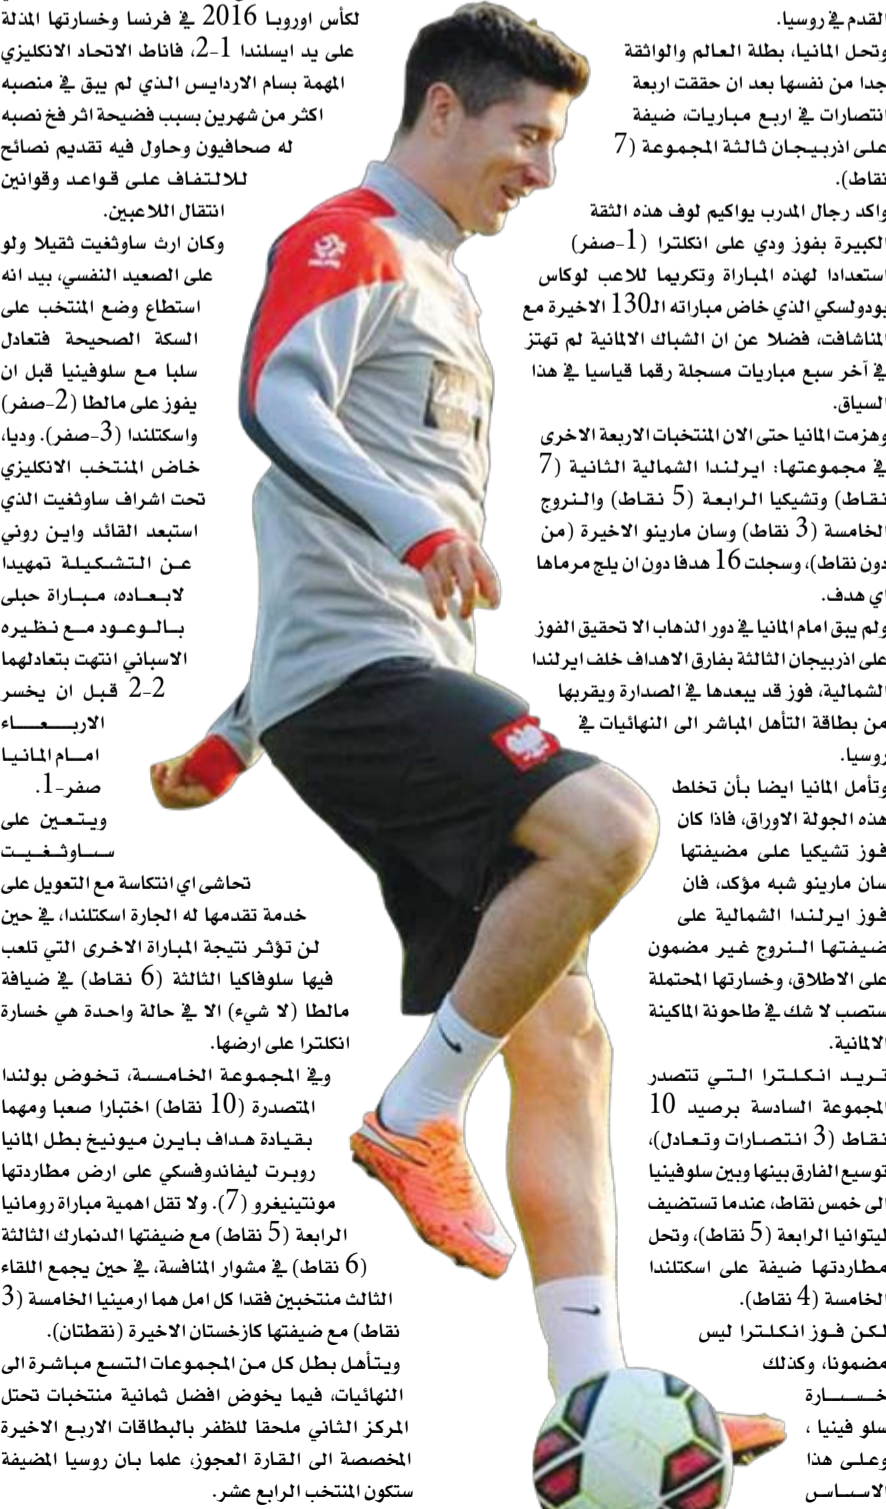 القدم في روسيا.
وتحل المانيا، بطلة العالم والواثقة
جدا من نفسها بعد ان حققت اربعة
انتصارات في اربع مباريات، ضيفة
على اذربيجان ثالثة المجموعة (7
نقاط).
واكد رجال المدرب يواكيم لوف هذه الثقة
الكبيرة بفوز ودي على انكلترا (1-صفر)
استعدادا لهذه المباراة وتكريما للاعب لوكاس
بودولسكي الذي خاض مباراته الـ130 الاخيرة مع
المناشافت، فضلا عن ان الشباك الالمانية لم تهتز
في آخر سبع مباريات مسجلة رقما قياسيا في هذا
السياق.
وهزمت المانيا حتى الان المنتخبات الاربعة الاخرى
في مجموعتها: ايرلندا الشمالية الثانية (7
نقاط) وتشيكيا الرابعة (5 نقاط) والنروج
الخامسة (3 نقاط) وسان مارينو الاخيرة (من
دون نقاط)، وسجلت 16 هدفا دون ان يلج مرماها
اي هدف.
ولم يبق امام المانيا في دور الذهاب الا تحقيق الفوز
على اذربيجان الثالثة بفارق الاهداف خلف ايرلندا
الشمالية، فوز قد يبعدها في الصدارة ويقربها
من بطاقة التأهل المباشر الى النهائيات في
روسيا.
وتأمل المانيا ايضا بأن تخلط
هذه الجولة الاوراق، فاذا كان
فوز تشيكيا على مضيفتها
سان مارينو شبه مؤكد، فان
فوز ايرلندا الشمالية على
ضيفتها النروج غير مضمون
على الاطلاق، وخسارتها المحتملة
ستصب لا شك في طاحونة الماكينة
الالمانية.
تريد انكلترا التي تتصدر
المجموعة السادسة برصيد 10
نقاط (3 انتصارات وتعادل)،
توسيع الفارق بينها وبين سلوفينيا
الى خمس نقاط، عندما تستضيف
ليتوانيا الرابعة (5 نقاط)، وتحل
مطاردتها ضيفة على اسكتلندا
الخامسة (4 نقاط).
لكن فوز انكلترا ليس
مضمونا، وكذلك
خسارة
سلو فينيا ،
وعلى هذا
الاساس
لكأس اوروبا 2016 في فرنسا وخسارتها المذلة
على يد ايسلندا 1-2، فاناط الاتحاد الانكليزي
المهمة بسام الاردايس الذي لم يبق في منصبه
اكثر من شهرين بسبب فضيحة اثر فخ نصبه
له صحافيون وحاول فيه تقديم نصائح
للالتفاف على قواعد وقوانين
انتقال اللاعبين.
وكان ارث ساوثغيت ثقيلا ولو
على الصعيد النفسي، بيد انه
استطاع وضع المنتخب على
السكة الصحيحة فتعادل
سلبا مع سلوفينيا قبل ان
يفوز على مالطا (2-صفر)
واسكتلندا (3-صفر). وديا،
خاض المنتخب الانكليزي
تحت اشراف ساوثغيت الذي
استبعد القائد واين روني
عن التشكيلة تمهيدا
لابعاده، مباراة حبلى
بالوعود مع نظيره
الاسباني انتهت بتعادلهما
2-2 قبل ان يخسر
الاربعاء
امام المانيا
صفر-1.
ويتعين على
ساوثغيت
تحاشى اي انتكاسة مع التعويل على
خدمة تقدمها له الجارة اسكتلندا، في حين
لن تؤثر نتيجة المباراة الاخرى التي تلعب
فيها سلوفاكيا الثالثة (6 نقاط) في ضيافة
مالطا (لا شيء) الا في حالة واحدة هي خسارة
انكلترا على ارضها.
وفي المجموعة الخامسة، تخوض بولندا
المتصدرة (10 نقاط) اختبارا صعبا ومهما
بقيادة هداف بايرن ميونيخ بطل المانيا
روبرت ليفاندوفسكي على ارض مطاردتها
مونتينيغرو (7). ولا تقل اهمية مباراة رومانيا
الرابعة (5 نقاط) مع ضيفتها الدنمارك الثالثة
(6 نقاط) في مشوار المنافسة، في حين يجمع اللقاء
الثالث منتخبين فقدا كل امل هما ارمينيا الخامسة (3
نقاط) مع ضيفتها كازخستان الاخيرة (نقطتان).
ويتأهل بطل كل من المجموعات التسع مباشرة الى
النهائيات، فيما يخوض افضل ثمانية منتخبات تحتل
المركز الثاني ملحقا للظفر بالبطاقات الاربع الاخيرة
المخصصة الى القارة العجوز، علما بان روسيا المضيفة
ستكون المنتخب الرابع عشر.